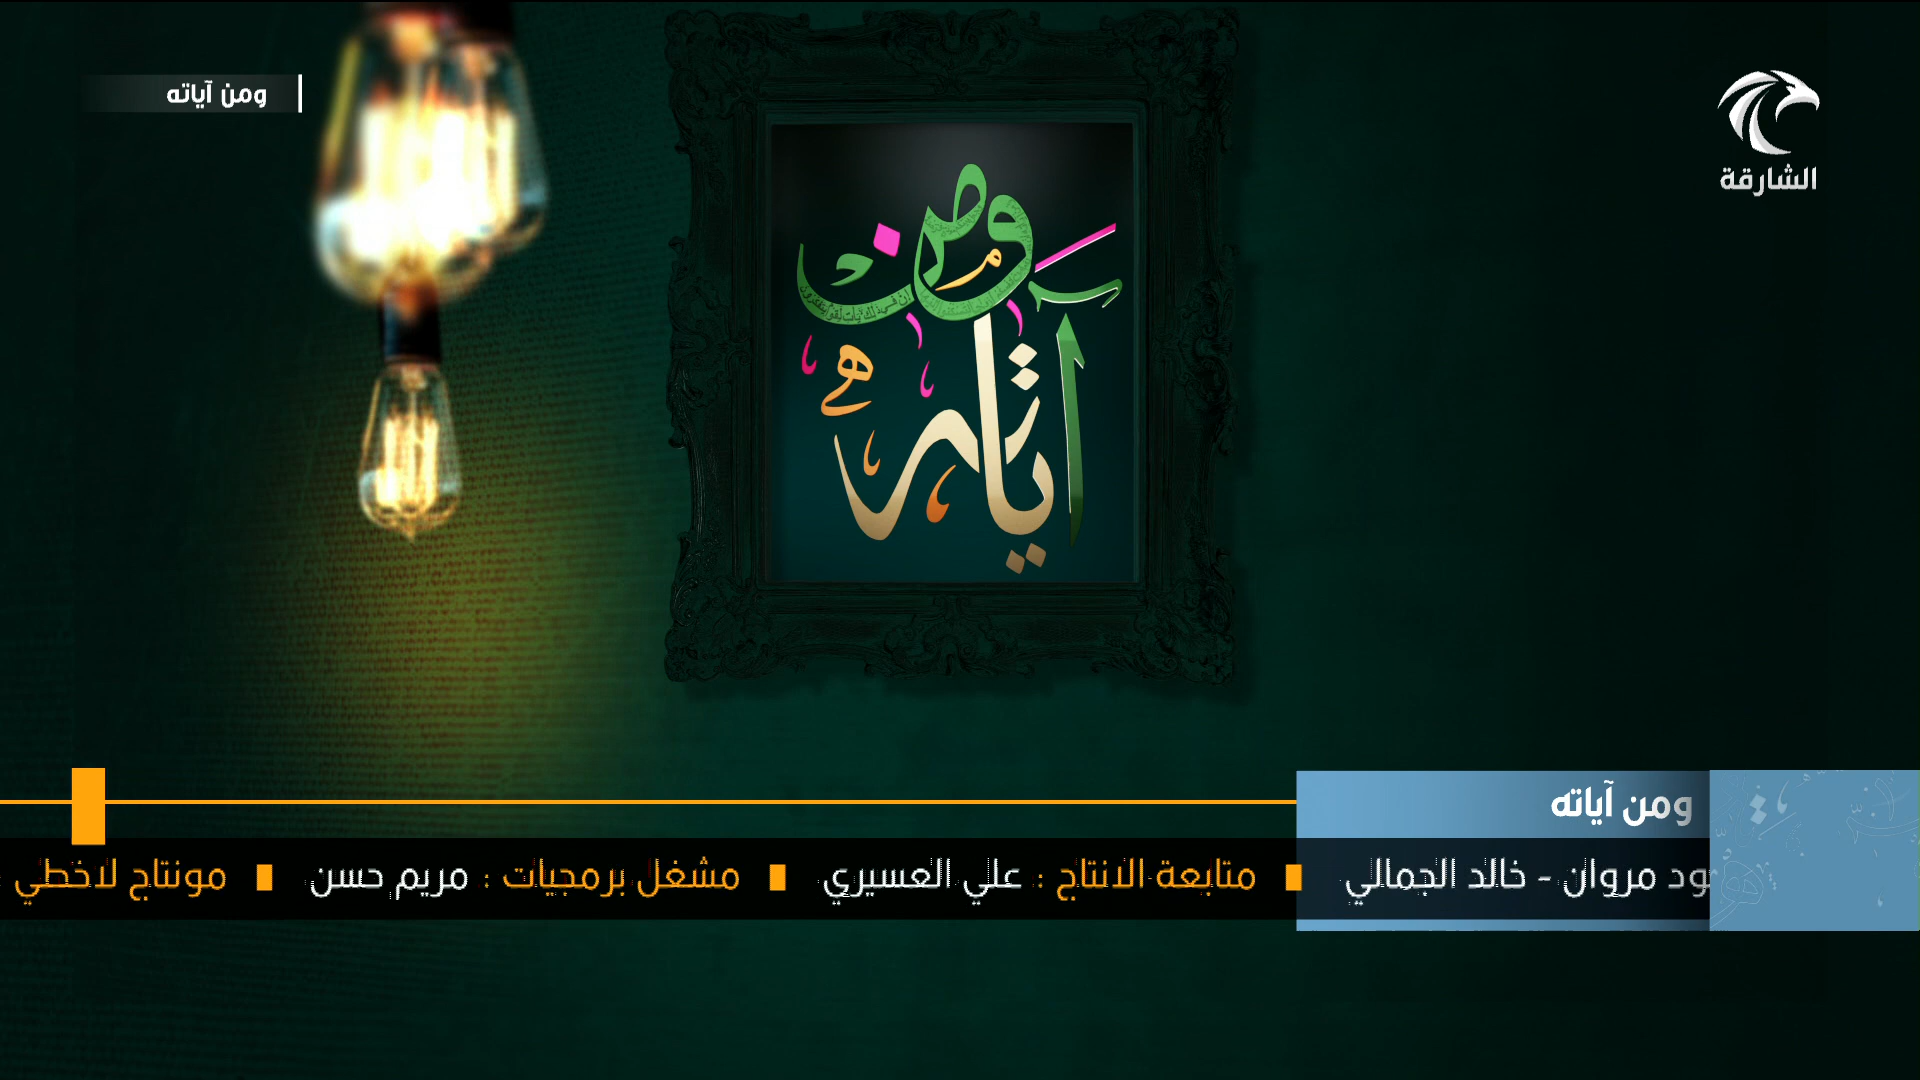 ومن آياته
الشارقة
ومن
آياته
ومن آياته
ود مروان - خالد الجمالي ▪ متابعة الانتاج : علي العسيري ▪ مشغل برمجيات : مريم حسن ▪ مونتاج لاخطي :